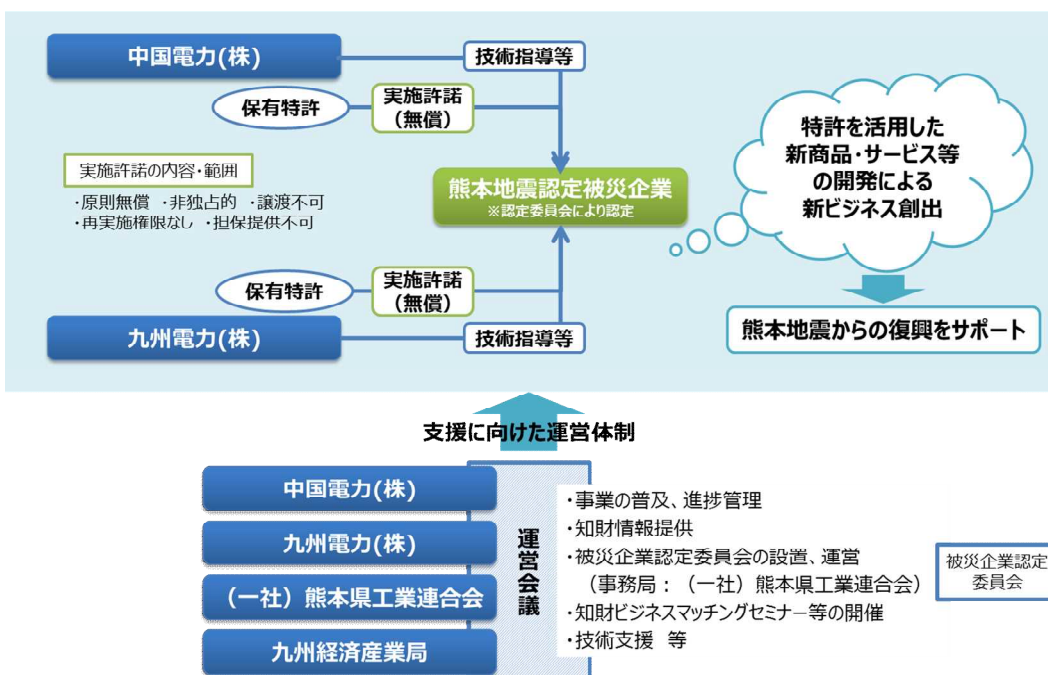 中国電力(株)
技術指導等
保有特許
実施許諾
(無償)
実施許諾の内容・範囲
・原則無償 ・非独占的 ・譲渡不可
・再実施権限なし ・担保提供不可
熊本地震認定被災企業
※認定委員会により認定
特許を活用した
新商品・サービス等
の開発による
新ビジネス創出
保有特許
実施許諾
(無償)
九州電力(株)
技術指導等
熊本地震からの復興をサポート
支援に向けた運営体制
中国電力(株)
九州電力(株)
(一社)熊本県工業連合会
九州経済産業局
運営会議
・事業の普及、進捗管理
・知財情報提供
・被災企業認定委員会の設置、運営
(事務局:(一社)熊本県工業連合会)
・知財ビジネスマッチングセミナー等の開催
・技術支援 等
被災企業認定
委員会